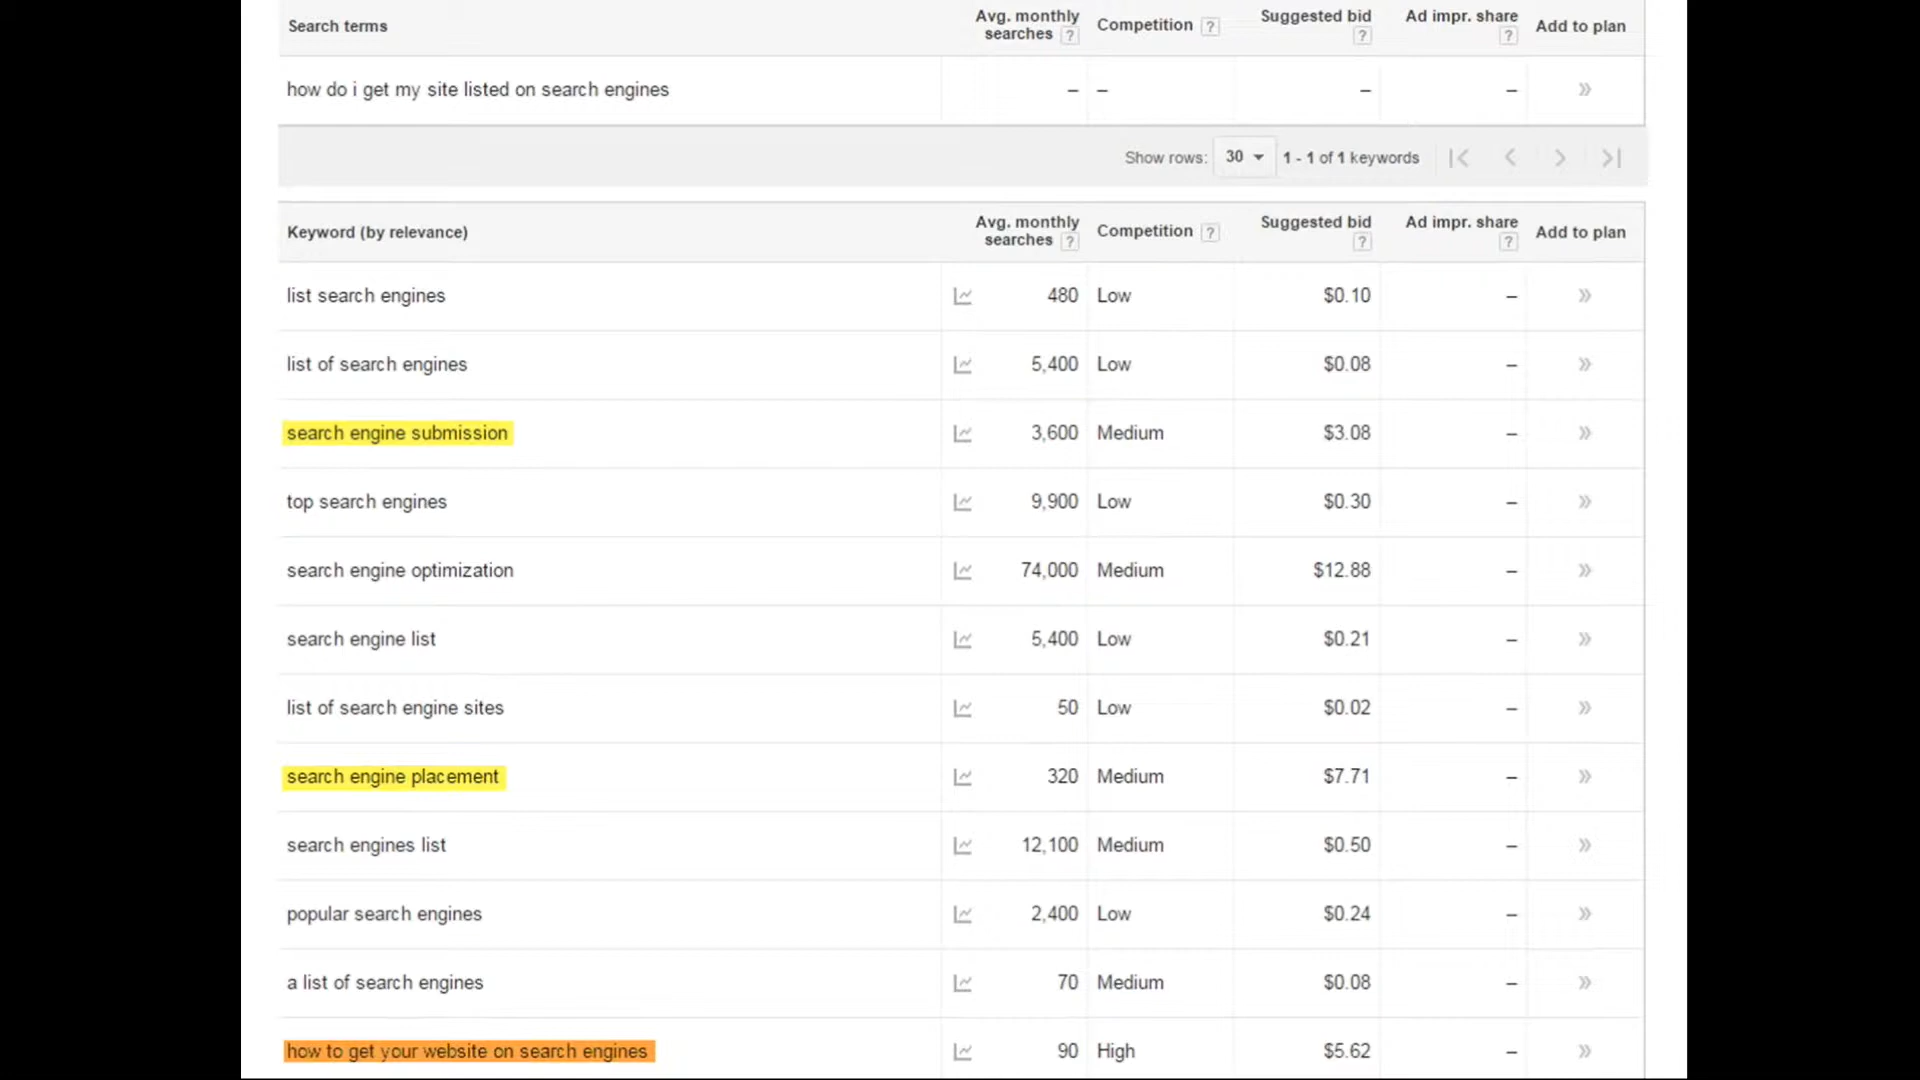 Search terms Avg. monthly searches ? Competition ? Suggested bid ? Ad impr. share ? Add to plan
how do i get my site listed on search engines – – – – »
Show rows: 30 1 - 1 of 1 keywords
Keyword (by relevance) Avg. monthly searches ? Competition ? Suggested bid ? Ad impr. share ? Add to plan
list search engines 480 Low $0.10 – »
list of search engines 5,400 Low $0.08 – »
search engine submission 3,600 Medium $3.08 – »
top search engines 9,900 Low $0.30 – »
search engine optimization 74,000 Medium $12.88 – »
search engine list 5,400 Low $0.21 – »
list of search engine sites 50 Low $0.02 – »
search engine placement 320 Medium $7.71 – »
search engines list 12,100 Medium $0.50 – »
popular search engines 2,400 Low $0.24 – »
a list of search engines 70 Medium $0.08 – »
how to get your website on search engines 90 High $5.62 – »